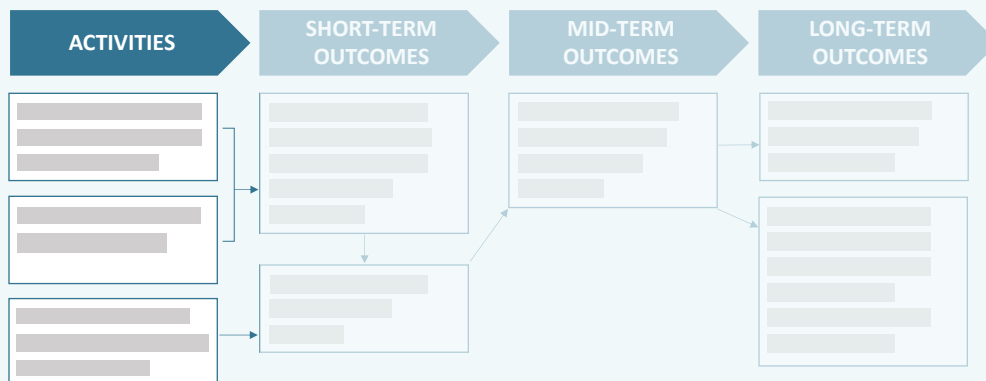 ACTIVITIES
SHORT-TERM
OUTCOMES
MID-TERM
OUTCOMES
LONG-TERM
OUTCOMES